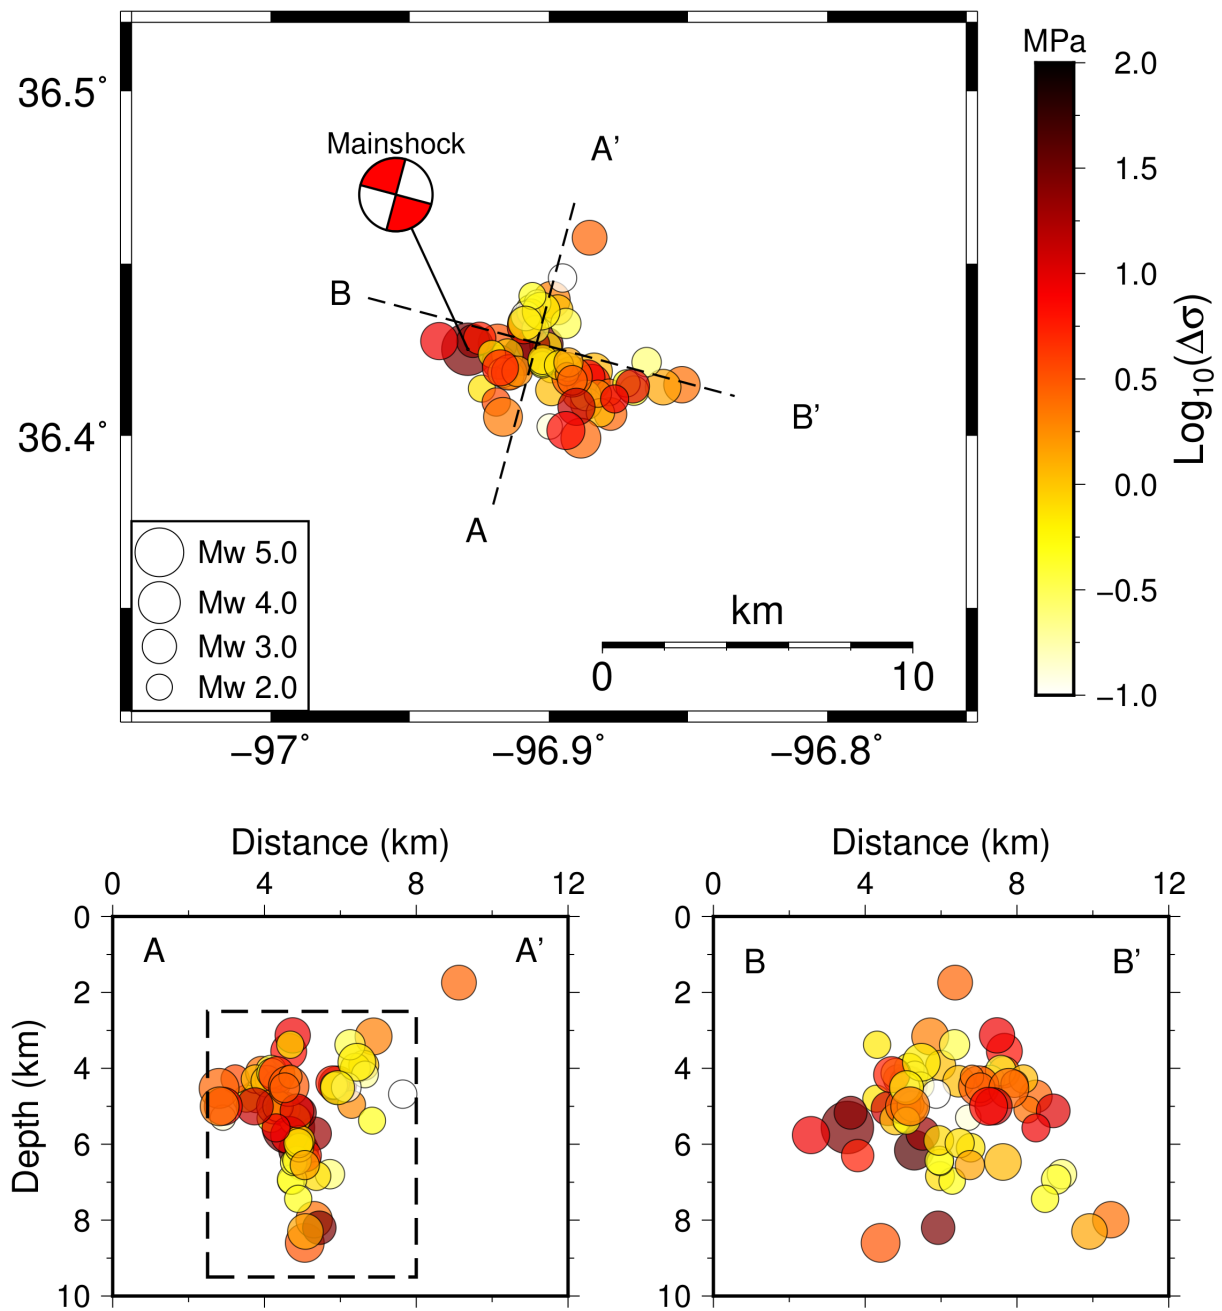 MPa
2.0
36.5°
Mainshock
A’
1.5
B
1.0
Log10(Δσ)
0.5
B’
36.4°
0.0
A
Mw 5.0
−0.5
Mw 4.0
km
Mw 3.0
0 10
Mw 2.0
−1.0
−97° −96.9° −96.8°
Distance (km) Distance (km)
0 4 8 12 0 4 8 12
0 0
A A’ B B’
2 2
4 4
Depth (km)
6 6
8 8
10 10